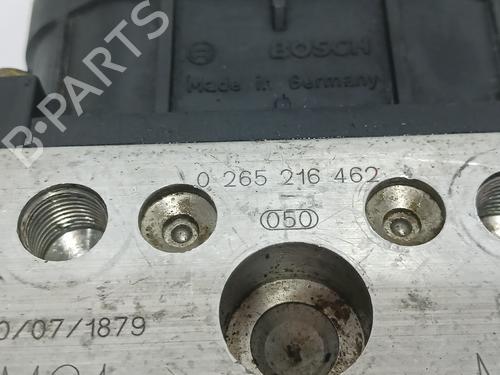 BOSCH
Made in Germany
B-PARTS
0 265 216 462
050
0/07/1879